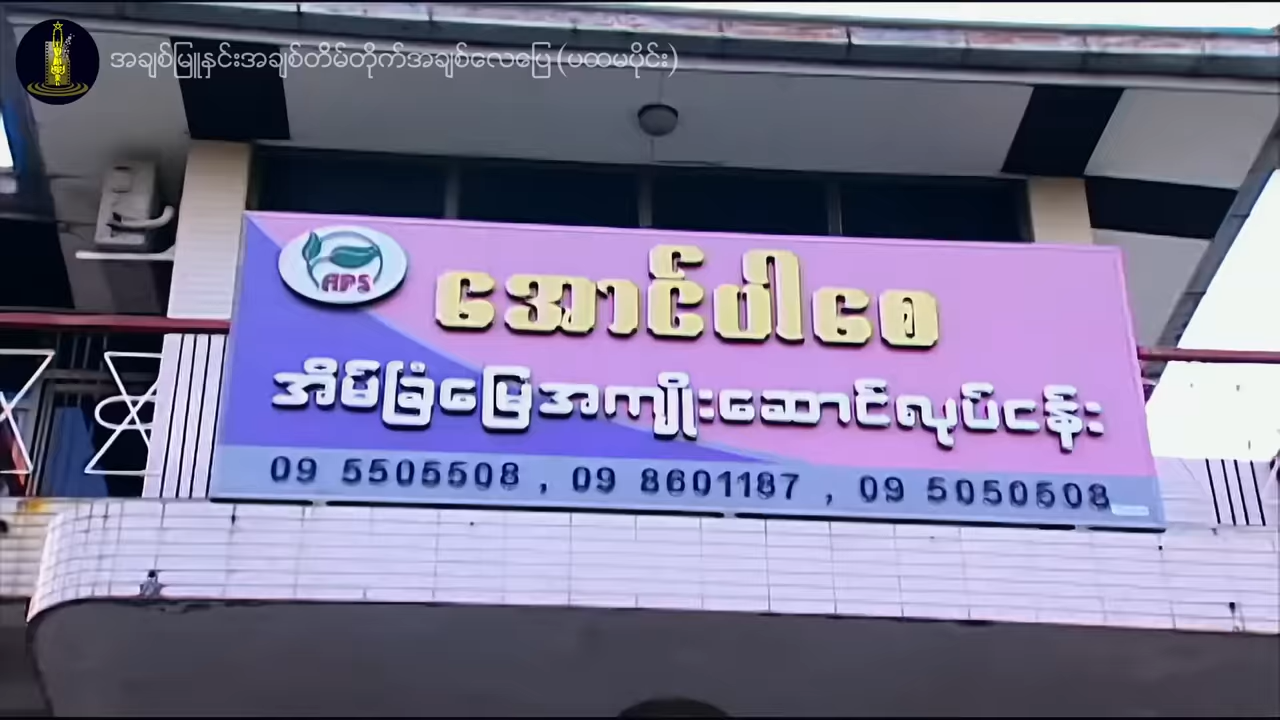 အချစ်မြူနှင်းအချစ်တိမ်တိုက်အချစ်လေပြေ (ပထမပိုင်း)
APS
အောင်ပါစေ
အိမ်ခြံမြေအကျိုးဆောင်လုပ်ငန်း
09 5505508 , 09 8601187 , 09 5050508